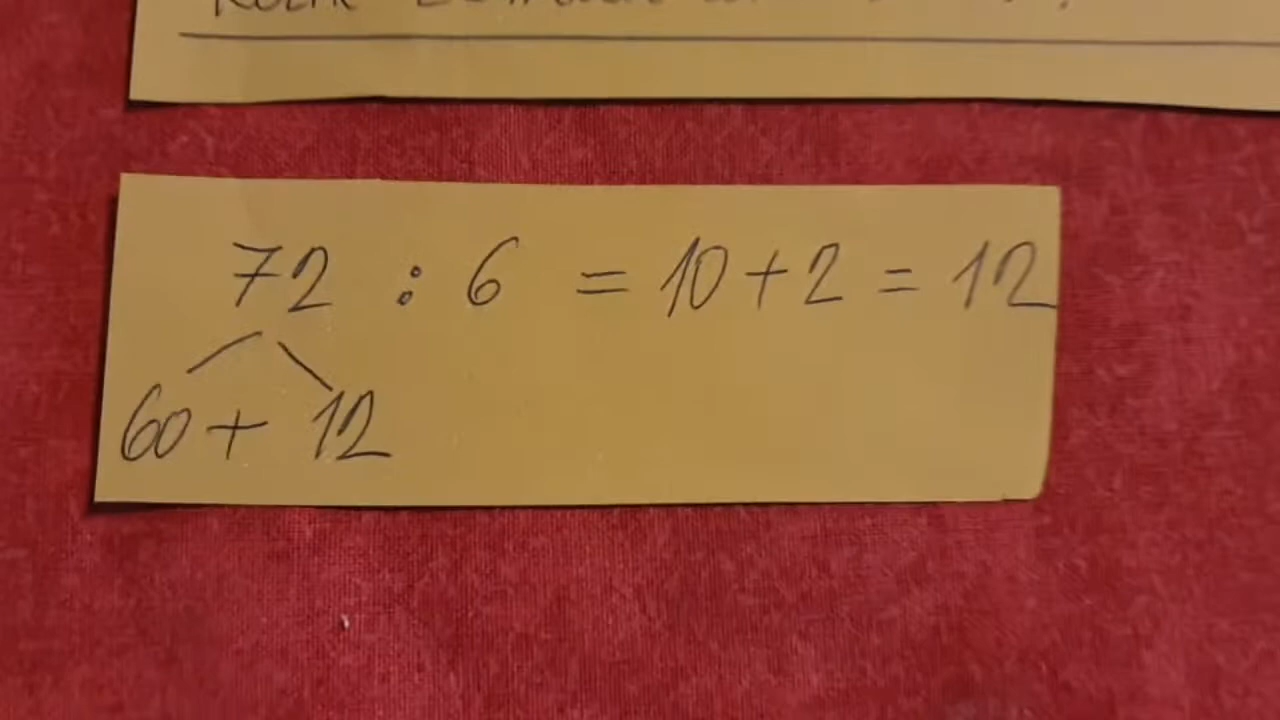 72 : 6 = 10 + 2 = 12
60 + 12